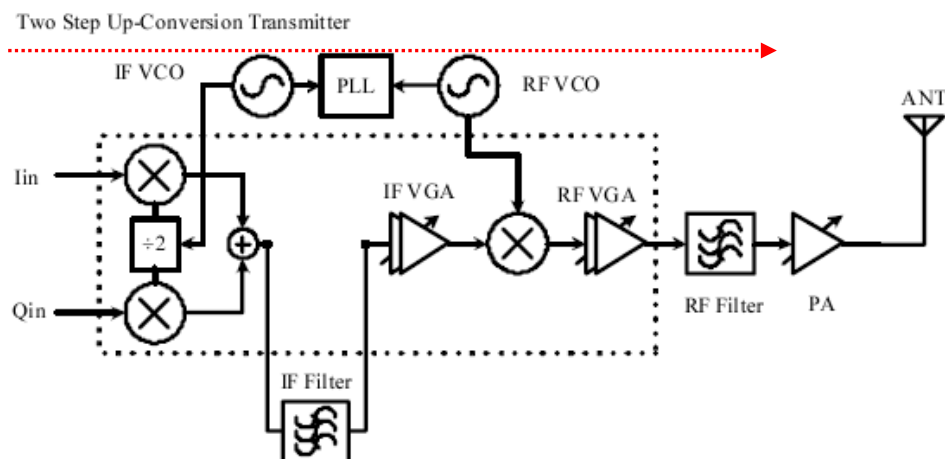 Two Step Up-Conversion Transmitter
IF VCO
PLL
RF VCO
ANT
Iin
IF VGA
RF VGA
÷2
Qin
RF Filter
PA
IF Filter